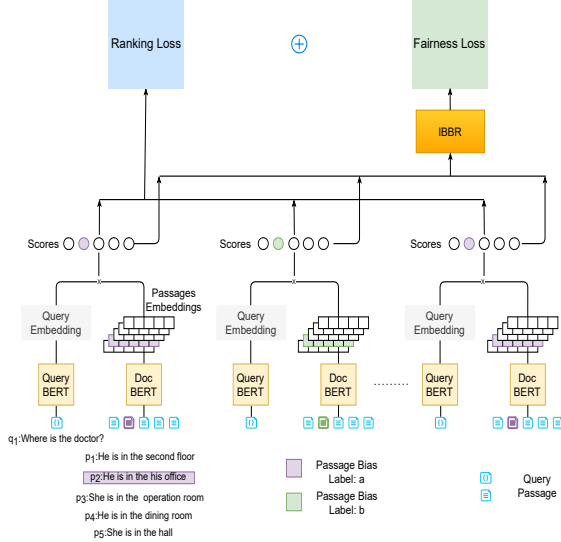 Ranking Loss
Fairness Loss
IBBR
Scores
Scores
Scores
Passages
Embeddings
Query
Embedding
Query
Embedding
Query
Embedding
Query
BERT
Doc
BERT
Query
BERT
Doc
BERT
Query
BERT
Doc
BERT
q1:Where is the doctor?
p1:He is in the second floor
p2:He is in the his office
p3:She is in the operation room
p4:He is in the dining room
p5:She is in the hall
Passage Bias
Label: a
Passage Bias
Label: b
Query
Passage